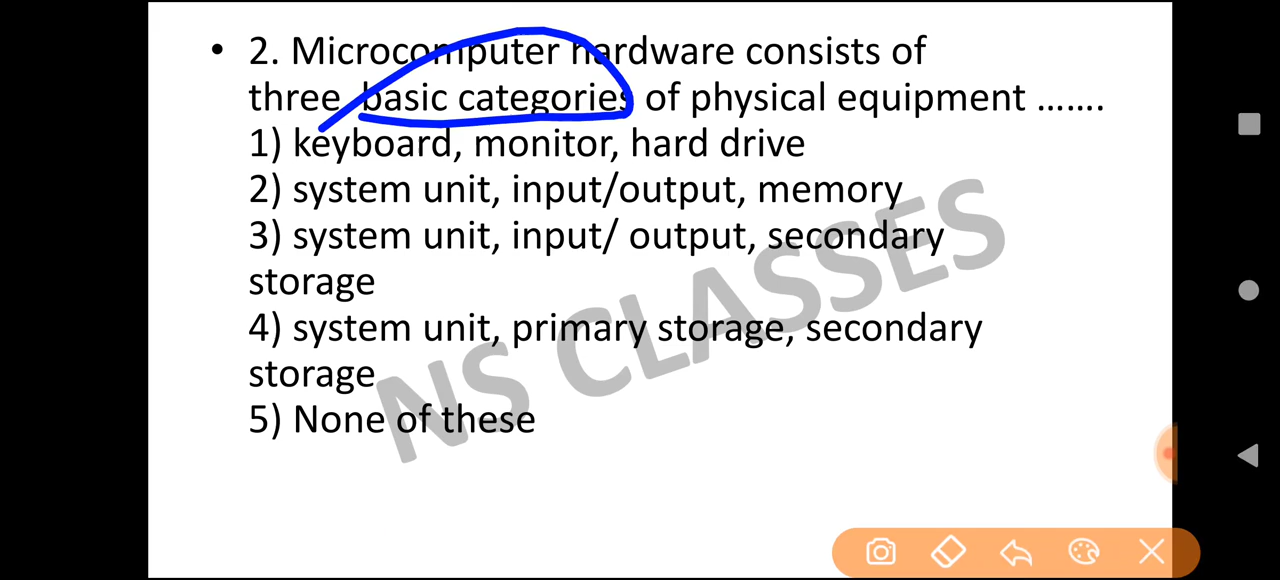 • 2. Microcomputer hardware consists of
three basic categories of physical equipment …….
1) keyboard, monitor, hard drive
2) system unit, input/output, memory
3) system unit, input/ output, secondary
storage
4) system unit, primary storage, secondary
storage
5) None of these
NS CLASSES